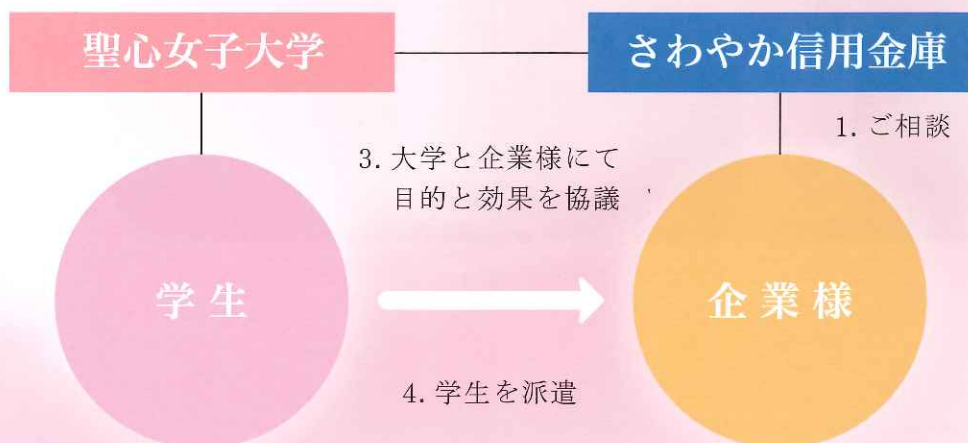 聖心女子大学
さわやか信用金庫
1. ご相談
3. 大学と企業様にて
目的と効果を協議
学生
企業様
4. 学生を派遣